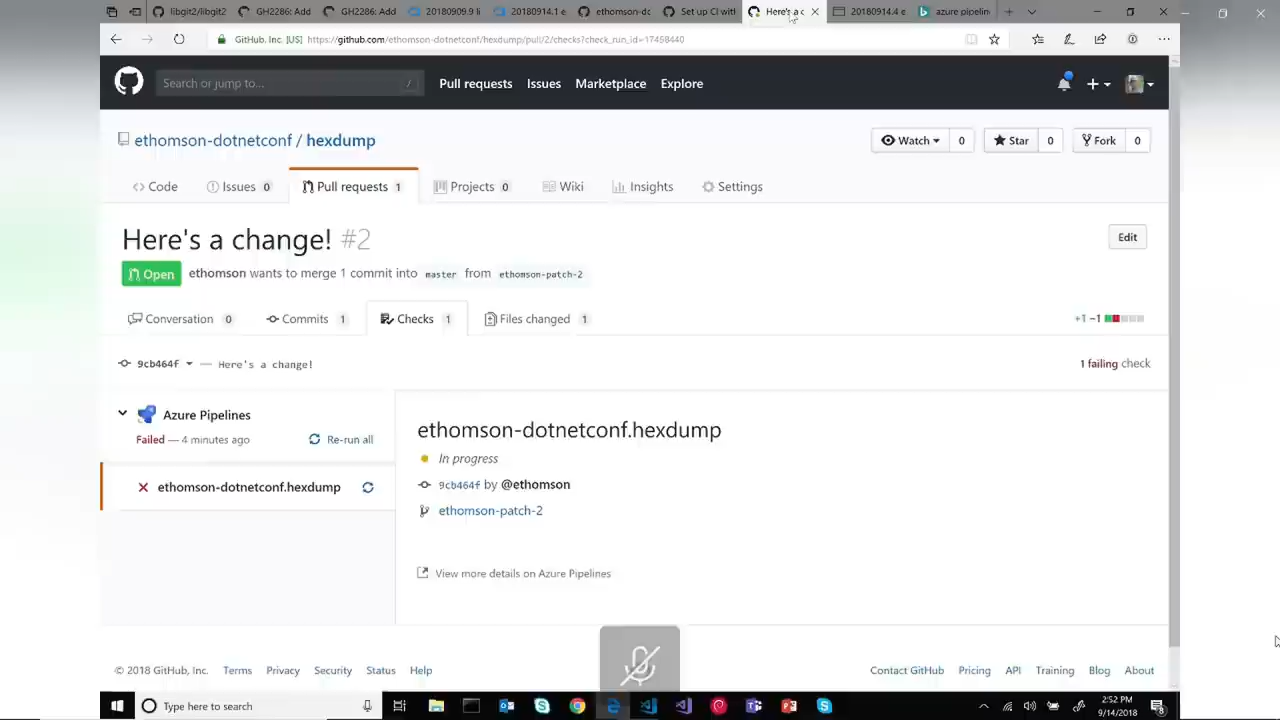 libgit2/libgit2
GH2286: Add
GH2286: Add
20180909.9 li
20180914.1 e
ethomson-dc
Set up CI with
Here's a
20180914.4 e
azure pipelin
GitHub, Inc. [US] https://github.com/ethomson-dotnetconf/hexdump/pull/2/checks?check_run_id=17458440
Search or jump to...
/
Pull requests
Issues
Marketplace
Explore
ethomson-dotnetconf / hexdump
Watch 0
Star 0
Fork 0
<> Code
Issues 0
Pull requests 1
Projects 0
Wiki
Insights
Settings
Here's a change! #2
Edit
Open
ethomson wants to merge 1 commit into master from ethomson-patch-2
Conversation 0
Commits 1
Checks 1
Files changed 1
+1 −1
9cb464f — Here's a change!
1 failing check
Azure Pipelines
Failed — 4 minutes ago
Re-run all
ethomson-dotnetconf.hexdump
ethomson-dotnetconf.hexdump
In progress
9cb464f by @ethomson
ethomson-patch-2
View more details on Azure Pipelines
© 2018 GitHub, Inc.
Terms
Privacy
Security
Status
Help
Contact GitHub
Pricing
API
Training
Blog
About
Type here to search
2:52 PM
9/14/2018
8